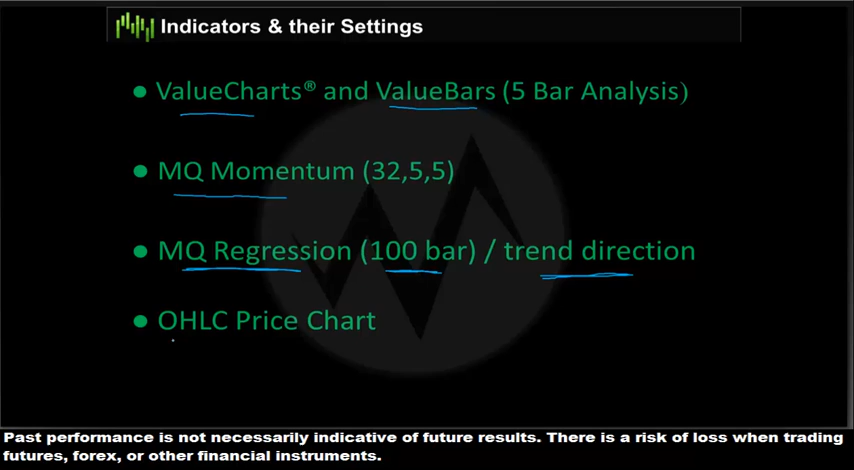 Indicators & their Settings
● ValueCharts® and ValueBars (5 Bar Analysis)
● MQ Momentum (32,5,5)
● MQ Regression (100 bar) / trend direction
● OHLC Price Chart
Past performance is not necessarily indicative of future results. There is a risk of loss when trading
futures, forex, or other financial instruments.